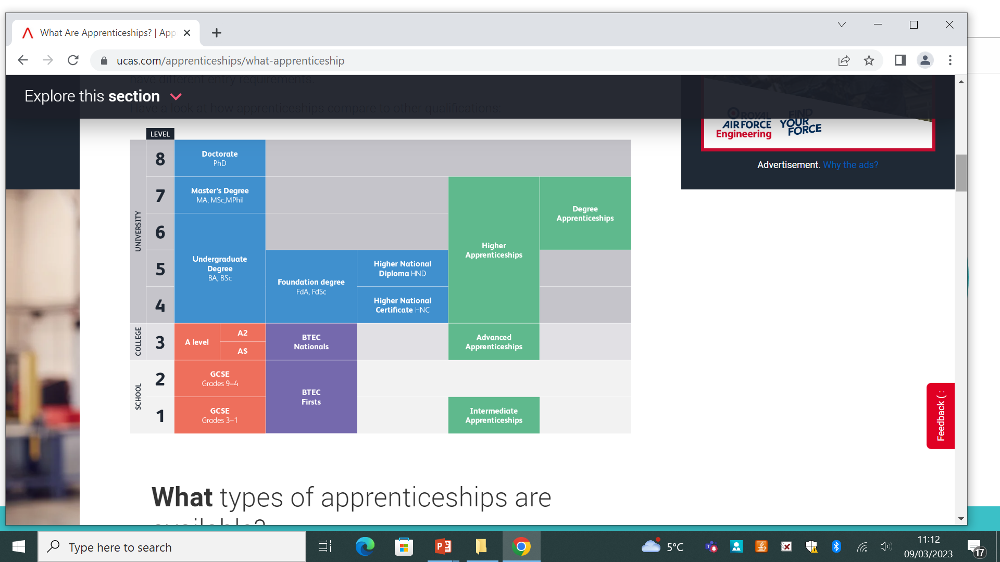 What Are Apprenticeships? | App
ucas.com/apprenticeships/what-apprenticeship
have different entry requirements.
Explore this section
Have a look at how apprenticeships compare to other qualifications:
ROYAL
AIR FORCE
Engineering
FIND
YOUR
FORCE
Advertisement. Why the ads?
LEVEL
UNIVERSITY
8
Doctorate
PhD
7
Master's Degree
MA, MSc,MPhil
Degree
Apprenticeships
6
Higher
Apprenticeships
5
Undergraduate
Degree
BA, BSc
Higher National
Diploma HND
Foundation degree
FdA, FdSc
4
Higher National
Certificate HNC
COLLEGE
3
A level
A2
AS
BTEC
Nationals
Advanced
Apprenticeships
SCHOOL
2
GCSE
Grades 9–4
BTEC
Firsts
1
GCSE
Grades 3–1
Intermediate
Apprenticeships
Feedback ( :
What types of apprenticeships are
available?
Type here to search
5°C
11:12
09/03/2023
17